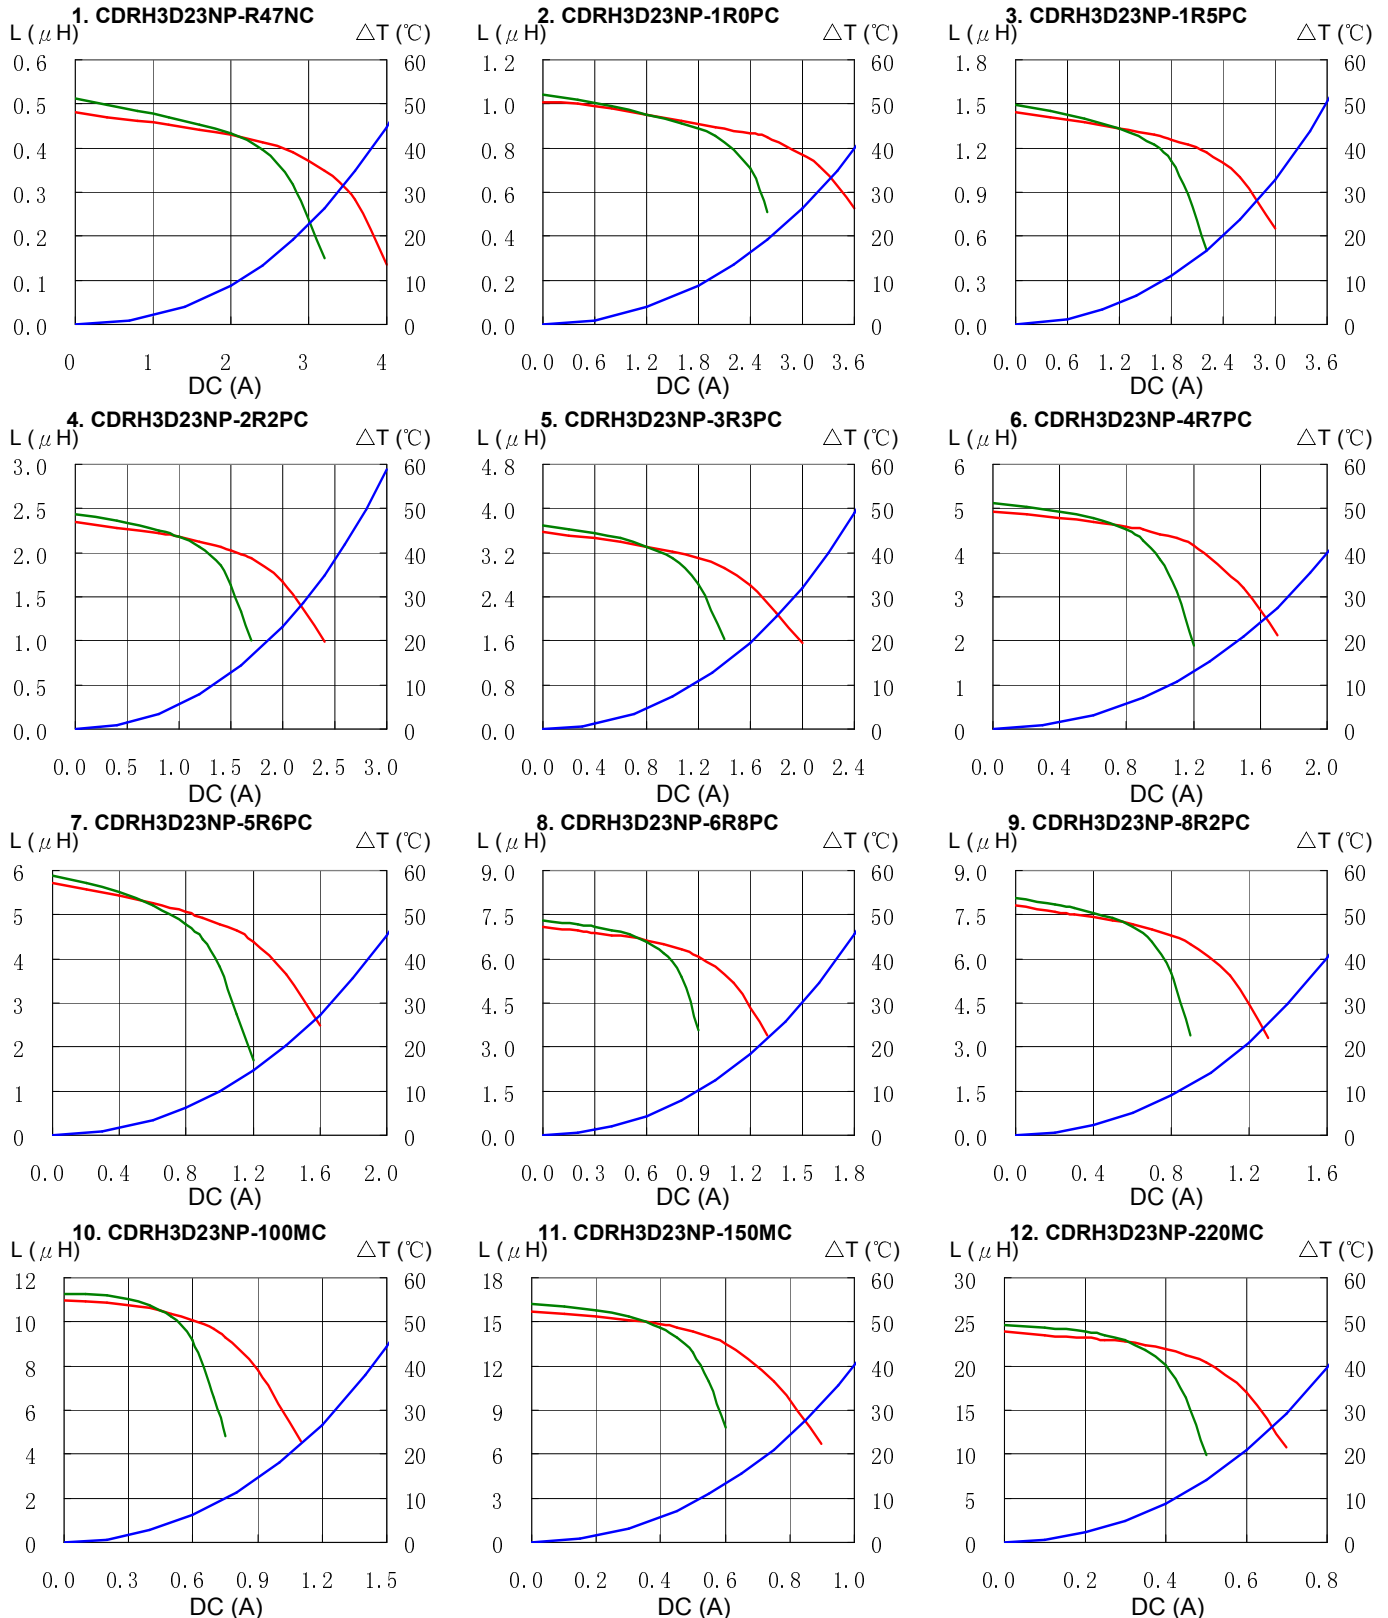 1. CDRH3D23NP-R47NC
L (μH) △T (℃)
0.6 60
0.5 50
0.4 40
0.3 30
0.2 20
0.1 10
0.0 0
0 1 2 3 4
DC (A)
2. CDRH3D23NP-1R0PC
L (μH) △T (℃)
1.2 60
1.0 50
0.8 40
0.6 30
0.4 20
0.2 10
0.0 0
0.0 0.6 1.2 1.8 2.4 3.0 3.6
DC (A)
3. CDRH3D23NP-1R5PC
L (μH) △T (℃)
1.8 60
1.5 50
1.2 40
0.9 30
0.6 20
0.3 10
0.0 0
0.0 0.6 1.2 1.8 2.4 3.0 3.6
DC (A)
4. CDRH3D23NP-2R2PC
L (μH) △T (℃)
3.0 60
2.5 50
2.0 40
1.5 30
1.0 20
0.5 10
0.0 0
0.0 0.5 1.0 1.5 2.0 2.5 3.0
DC (A)
5. CDRH3D23NP-3R3PC
L (μH) △T (℃)
4.8 60
4.0 50
3.2 40
2.4 30
1.6 20
0.8 10
0.0 0
0.0 0.4 0.8 1.2 1.6 2.0 2.4
DC (A)
6. CDRH3D23NP-4R7PC
L (μH) △T (℃)
6 60
5 50
4 40
3 30
2 20
1 10
0 0
0.0 0.4 0.8 1.2 1.6 2.0
DC (A)
7. CDRH3D23NP-5R6PC
L (μH) △T (℃)
6 60
5 50
4 40
3 30
2 20
1 10
0 0
0.0 0.4 0.8 1.2 1.6 2.0
DC (A)
8. CDRH3D23NP-6R8PC
L (μH) △T (℃)
9.0 60
7.5 50
6.0 40
4.5 30
3.0 20
1.5 10
0.0 0
0.0 0.3 0.6 0.9 1.2 1.5 1.8
DC (A)
9. CDRH3D23NP-8R2PC
L (μH) △T (℃)
9.0 60
7.5 50
6.0 40
4.5 30
3.0 20
1.5 10
0.0 0
0.0 0.4 0.8 1.2 1.6
DC (A)
10. CDRH3D23NP-100MC
L (μH) △T (℃)
12 60
10 50
8 40
6 30
4 20
2 10
0 0
0.0 0.3 0.6 0.9 1.2 1.5
DC (A)
11. CDRH3D23NP-150MC
L (μH) △T (℃)
18 60
15 50
12 40
9 30
6 20
3 10
0 0
0.0 0.2 0.4 0.6 0.8 1.0
DC (A)
12. CDRH3D23NP-220MC
L (μH) △T (℃)
30 60
25 50
20 40
15 30
10 20
5 10
0 0
0.0 0.2 0.4 0.6 0.8
DC (A)